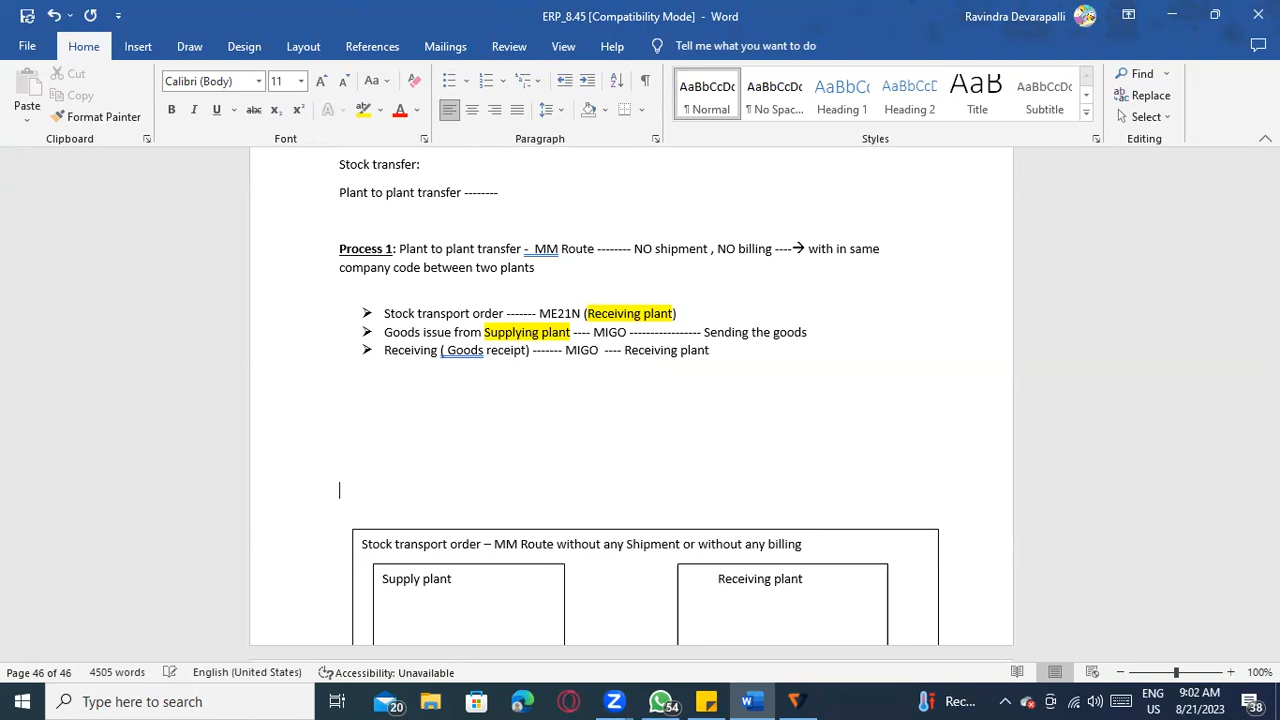 ERP_8.45 [Compatibility Mode] - Word
Ravindra Devarapalli
File Home Insert Draw Design Layout References Mailings Review View Help Tell me what you want to do
Paste
Cut
Copy
Format Painter
Clipboard
Calibri (Body) 11
Font
Paragraph
AaBbCcDc ¶ Normal
AaBbCcDc ¶ No Spac...
AaBbCc Heading 1
AaBbCcC Heading 2
AaB Title
AaBbCcC Subtitle
Styles
Find
Replace
Select
Editing
Stock transfer:
Plant to plant transfer --------
Process 1: Plant to plant transfer - MM Route -------- NO shipment , NO billing ----→ with in same
company code between two plants
➢ Stock transport order ------- ME21N (Receiving plant)
➢ Goods issue from Supplying plant ---- MIGO ----------------- Sending the goods
➢ Receiving ( Goods receipt) ------- MIGO ---- Receiving plant
Stock transport order – MM Route without any Shipment or without any billing
Supply plant
Receiving plant
Page 46 of 46 4505 words English (United States) Accessibility: Unavailable 100%
Type here to search
20
54
Rec...
ENG
US
9:02 AM
8/21/2023
38